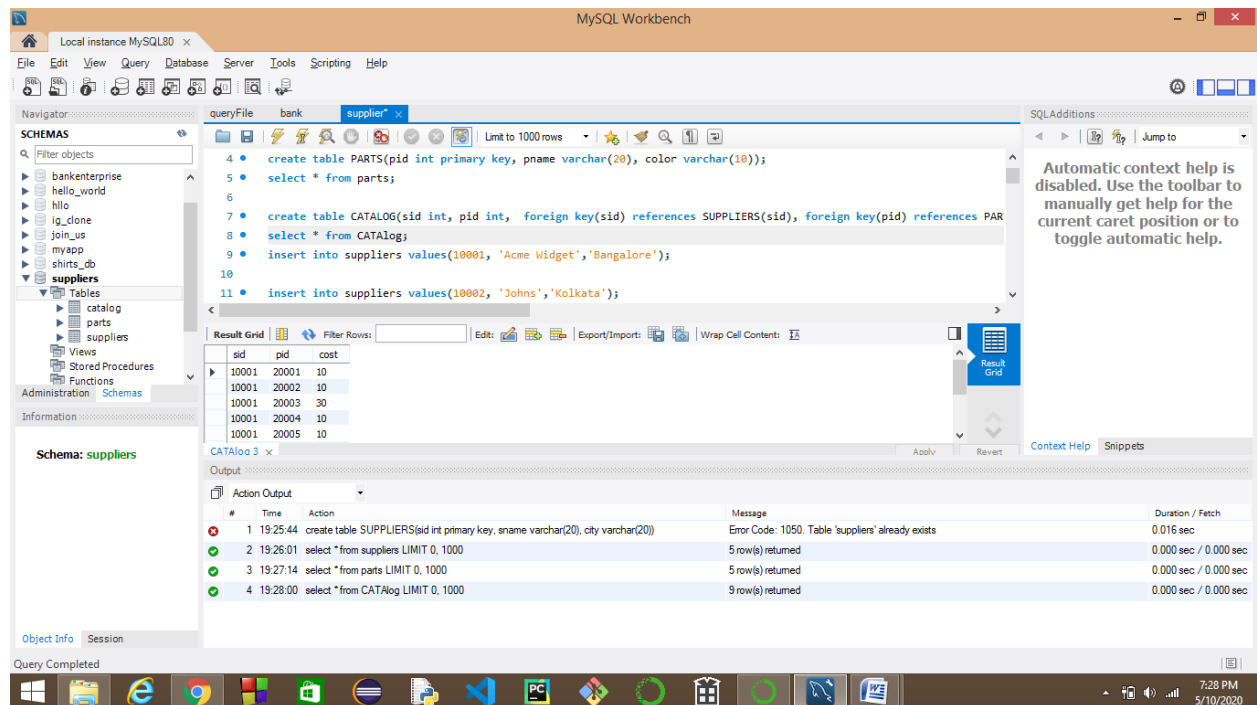 MySQL Workbench
Local instance MySQL80
File Edit View Query Database Server Tools Scripting Help
Navigator
SCHEMAS
Filter objects
bankenterprise
hello_world
hllo
ig_clone
join_us
myapp
shirts_db
suppliers
Tables
catalog
parts
suppliers
Views
Stored Procedures
Functions
Administration Schemas
Information
Schema: suppliers
Object Info Session
queryFile bank supplier*
Limit to 1000 rows
4 create table PARTS(pid int primary key, pname varchar(20), color varchar(10));
5 select * from parts;
6
7 create table CATALOG(sid int, pid int, foreign key(sid) references SUPPLIERS(sid), foreign key(pid) references PAR
8 select * from CATAlog;
9 insert into suppliers values(10001, 'Acme Widget','Bangalore');
10
11 insert into suppliers values(10002, 'Johns','Kolkata');
Result Grid Filter Rows: Edit: Export/Import: Wrap Cell Content:
sid pid cost
10001 20001 10
10001 20002 10
10001 20003 30
10001 20004 10
10001 20005 10
Result Grid
CATAlog 3 Apply Revert
SQLAdditions
Jump to
Automatic context help is
disabled. Use the toolbar to
manually get help for the
current caret position or to
toggle automatic help.
Context Help Snippets
Output
Action Output
# Time Action Message Duration / Fetch
1 19:25:44 create table SUPPLIERS(sid int primary key, sname varchar(20), city varchar(20)) Error Code: 1050. Table 'suppliers' already exists 0.016 sec
2 19:26:01 select * from suppliers LIMIT 0, 1000 5 row(s) returned 0.000 sec / 0.000 sec
3 19:27:14 select * from parts LIMIT 0, 1000 5 row(s) returned 0.000 sec / 0.000 sec
4 19:28:00 select * from CATAlog LIMIT 0, 1000 9 row(s) returned 0.000 sec / 0.000 sec
Query Completed
PC
7:28 PM
5/10/2020